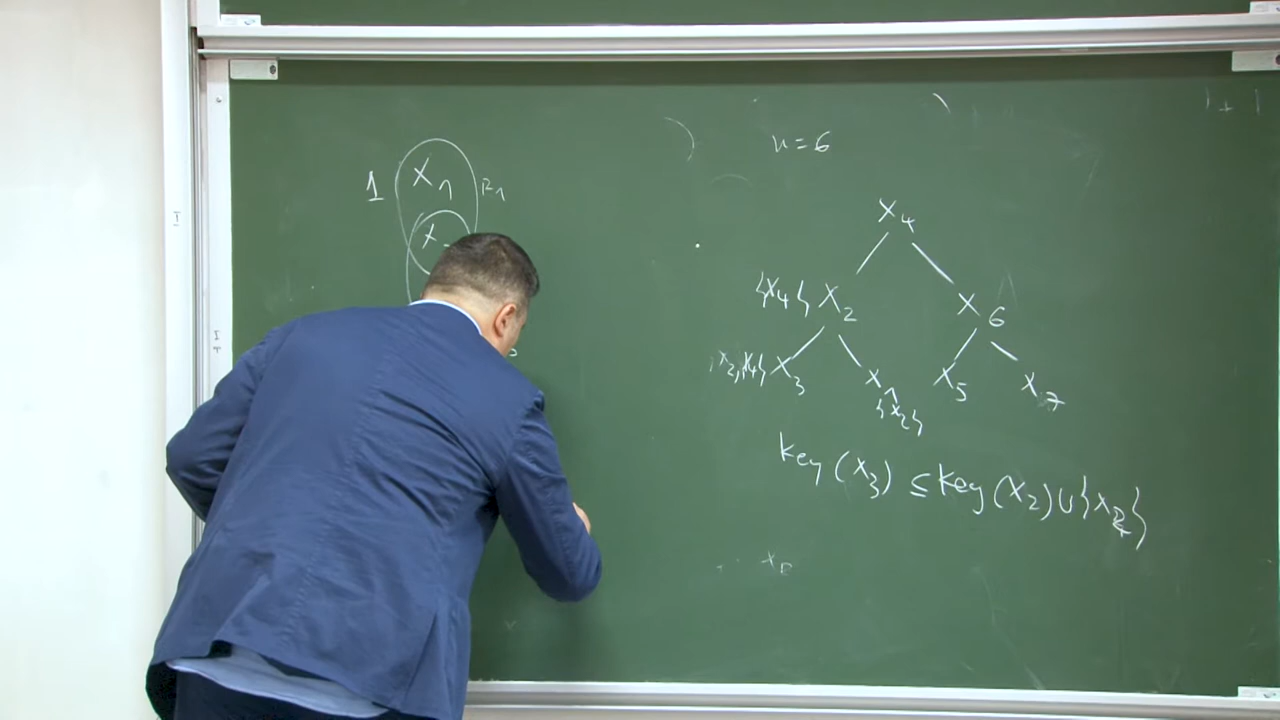 1 X₁ R₁
X
n=6
X₄
{X₄} X₂ X₆
{X₂,X₄} X₃ X₁ X₅ X₇
{X₂}
key(X₃) ⊆ key(X₂)∪{X₂}